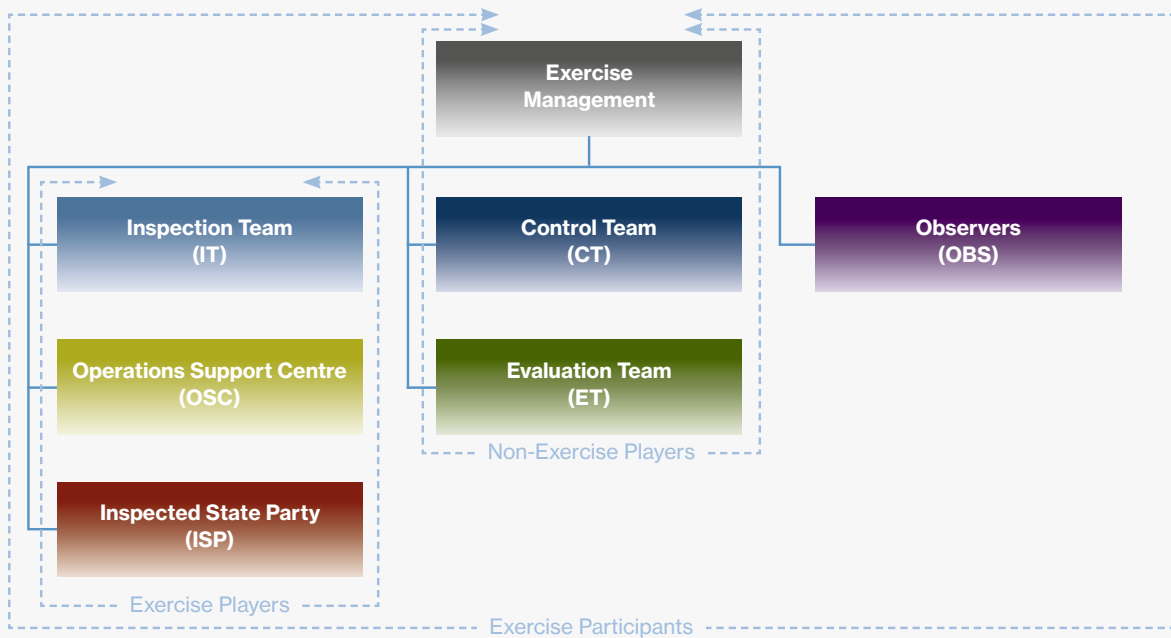 Exercise
Management
Inspection Team
(IT)
Control Team
(CT)
Observers
(OBS)
Operations Support Centre
(OSC)
Evaluation Team
(ET)
Non-Exercise Players
Inspected State Party
(ISP)
Exercise Players
Exercise Participants